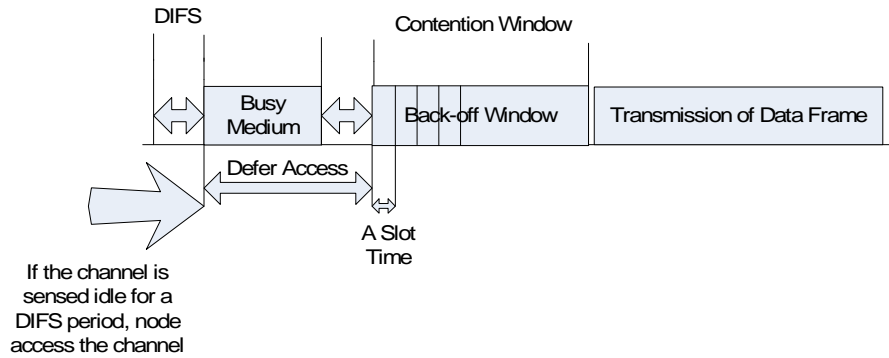 DIFS
Contention Window
Busy
Medium
Back-off Window
Transmission of Data Frame
Defer Access
A Slot
Time
If the channel is
sensed idle for a
DIFS period, node
access the channel